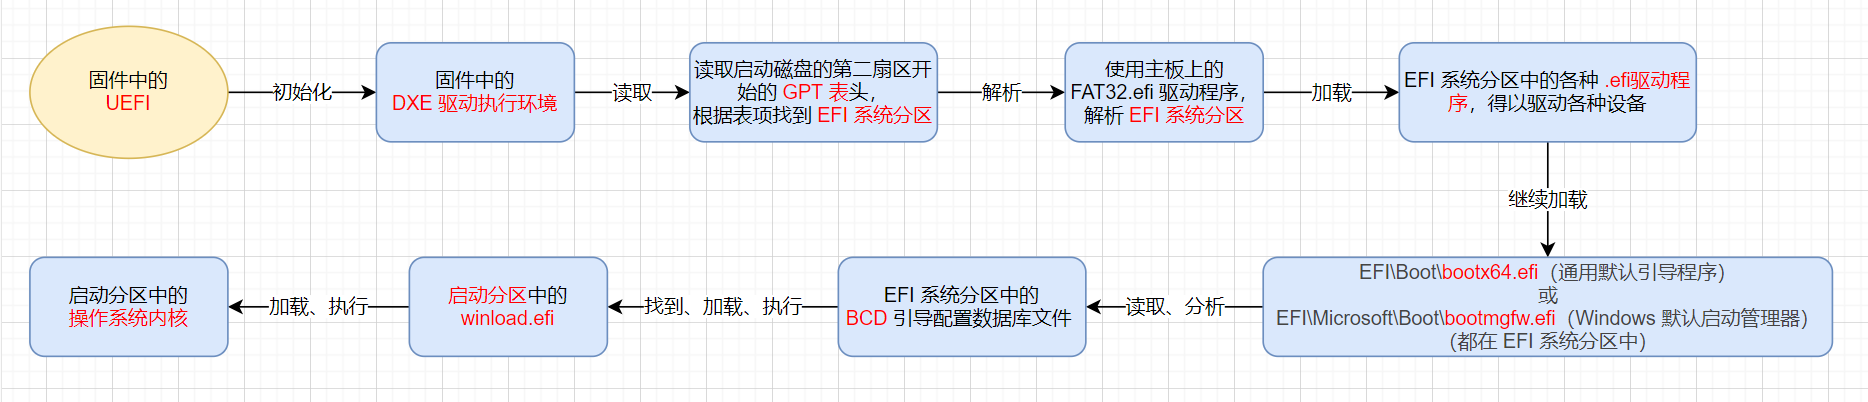 固件中的
UEFI
初始化
固件中的
DXE 驱动执行环境
读取
读取启动磁盘的第二扇区开
始的 GPT 表头,
根据表项找到 EFI 系统分区
解析
使用主板上的
FAT32.efi 驱动程序,
解析 EFI 系统分区
加载
EFI 系统分区中的各种 .efi驱动程
序，得以驱动各种设备
继续加载
EFI\Boot\bootx64.efi（通用默认引导程序）
或
EFI\Microsoft\Boot\bootmgfw.efi（Windows 默认启动管理器）
（都在 EFI 系统分区中）
读取、分析
EFI 系统分区中的
BCD 引导配置数据库文件
找到、加载、执行
启动分区中的
winload.efi
加载、执行
启动分区中的
操作系统内核